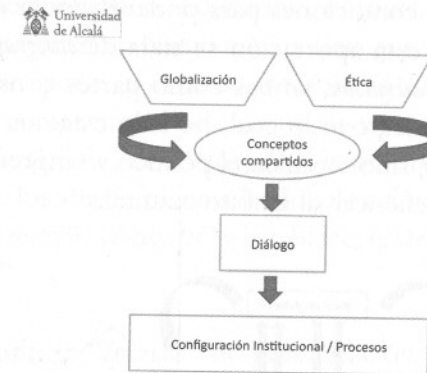 Universidad
de Alcalá
Globalización
Ética
Conceptos
compartidos
Diálogo
Configuración Institucional / Procesos